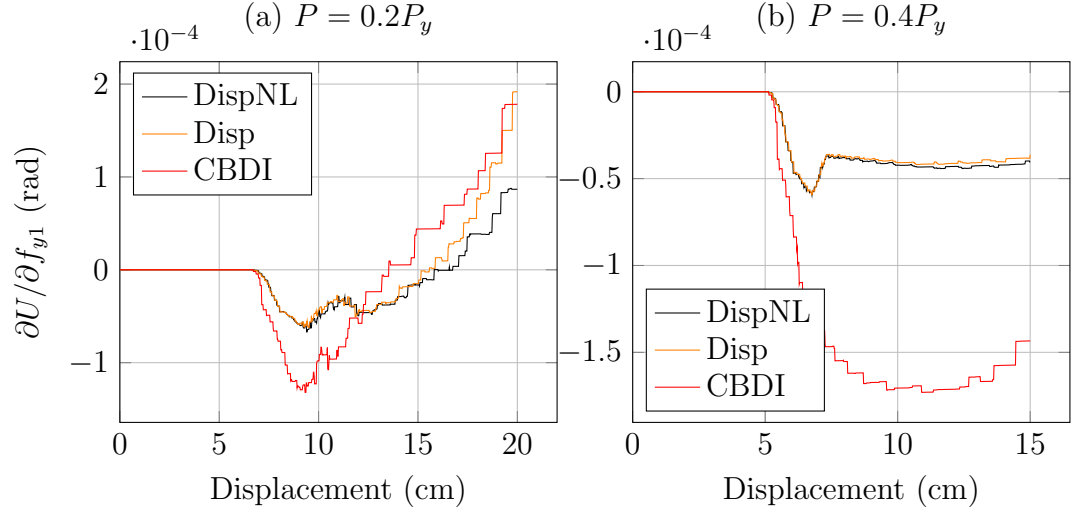 (a) P = 0.2P_y
·10⁻⁴
2
1
0
−1
0
5
10
15
20
Displacement (cm)
∂U/∂f_{y1} (rad)
DispNL
Disp
CBDI
(b) P = 0.4P_y
·10⁻⁴
0
−0.5
−1
−1.5
0
5
10
15
Displacement (cm)
DispNL
Disp
CBDI